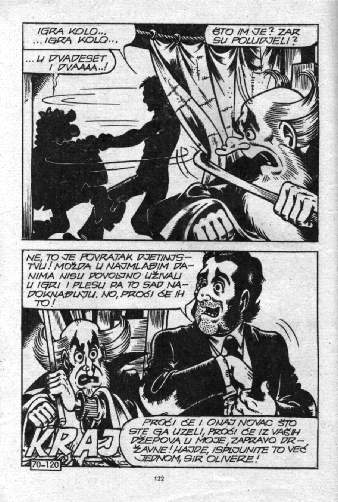 IGRA KOLO...
...IGRA KOLO...
...U DVADESET
I DVAAAA..!
ŠTO IM JE? ZAR
SU POLUDJELI?
NE, TO JE POVRATAK DJETINJS-
TVU! MOŽDA U NAJMLAĐIM DA-
NIMA NISU DOVOLJNO UŽIVALI
U IGRI I PLESU PA TO SAD NA-
DOKNAĐUJU. NO, PROĆI ĆE IH
TO!
PROĆI ĆE I ONAJ NOVAC ŠTO
STE GA UZELI, PROĆI ĆE IZ VAŠIH
DŽEPOVA U MOJE, ZAPRAVO DR-
ŽAVNE! HAJDE, ISPLJUNITE TO VEĆ
JEDNOM, SIR OLIVERE!
KRAJ
70-120
122